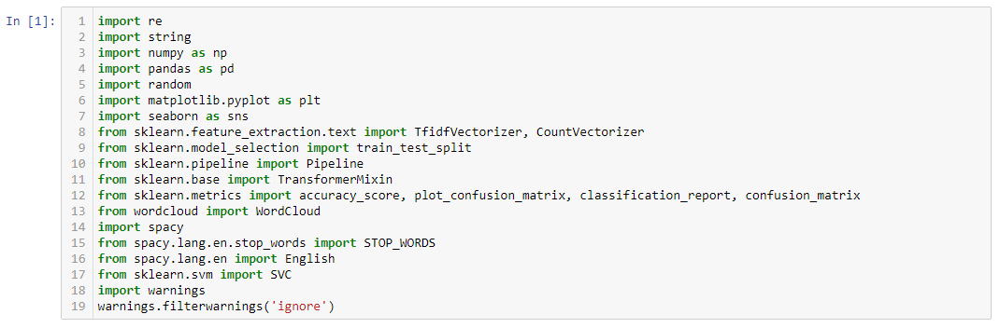 In [1]:
1 import re
2 import string
3 import numpy as np
4 import pandas as pd
5 import random
6 import matplotlib.pyplot as plt
7 import seaborn as sns
8 from sklearn.feature_extraction.text import TfidfVectorizer, CountVectorizer
9 from sklearn.model_selection import train_test_split
10 from sklearn.pipeline import Pipeline
11 from sklearn.base import TransformerMixin
12 from sklearn.metrics import accuracy_score, plot_confusion_matrix, classification_report, confusion_matrix
13 from wordcloud import WordCloud
14 import spacy
15 from spacy.lang.en.stop_words import STOP_WORDS
16 from spacy.lang.en import English
17 from sklearn.svm import SVC
18 import warnings
19 warnings.filterwarnings('ignore')